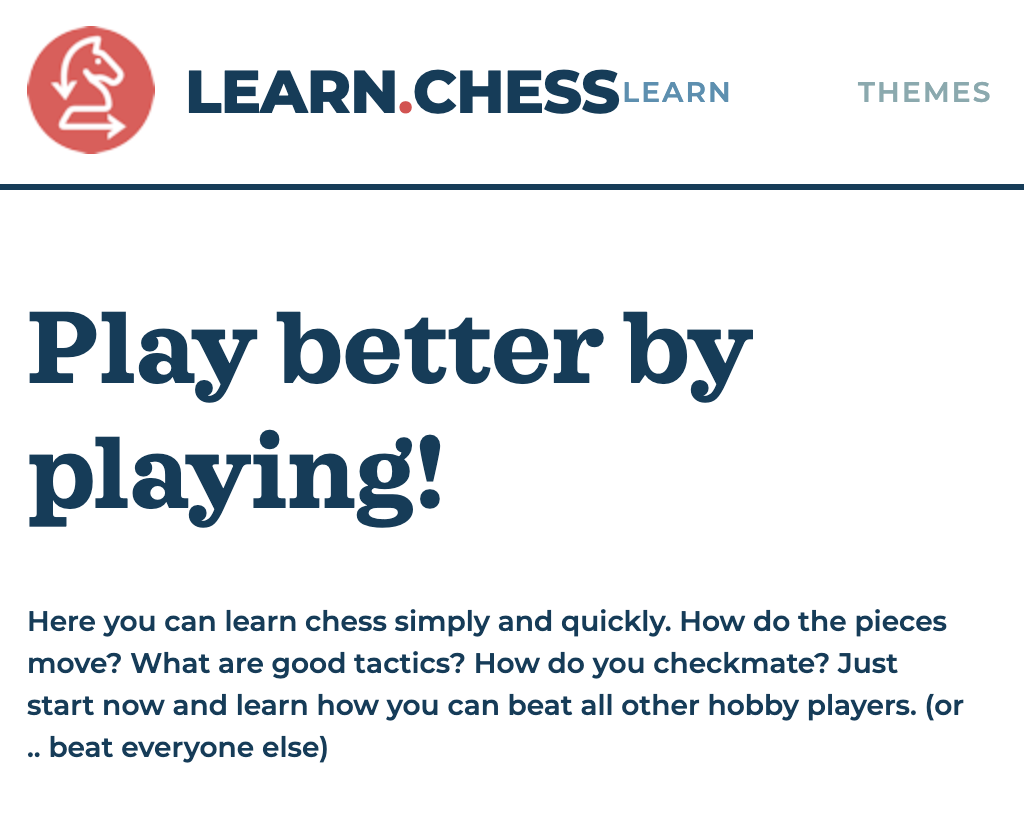 LEARN.CHESS LEARN THEMES
Play better by
playing!
Here you can learn chess simply and quickly. How do the pieces
move? What are good tactics? How do you checkmate? Just
start now and learn how you can beat all other hobby players. (or
.. beat everyone else)